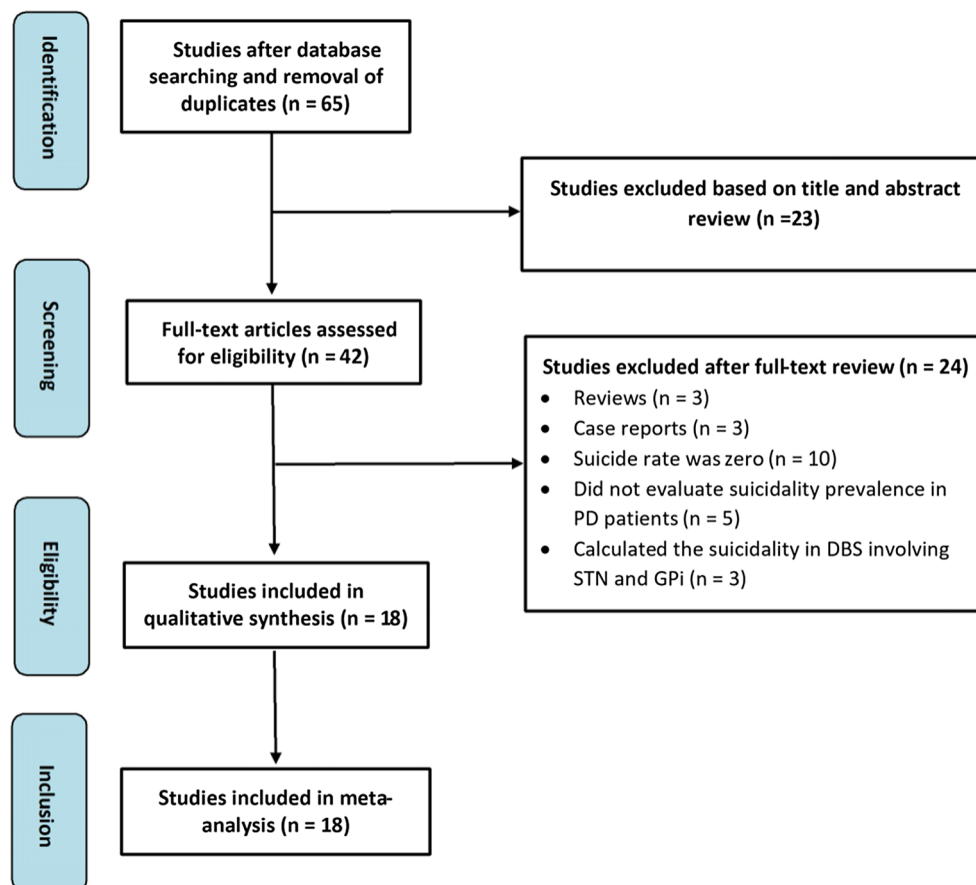 Identification
Studies after database
searching and removal of
duplicates (n = 65)
Studies excluded based on title and abstract
review (n =23)
Screening
Full-text articles assessed
for eligibility (n = 42)
Studies excluded after full-text review (n = 24)
• Reviews (n = 3)
• Case reports (n = 3)
• Suicide rate was zero (n = 10)
• Did not evaluate suicidality prevalence in
PD patients (n = 5)
• Calculated the suicidality in DBS involving
STN and GPi (n = 3)
Eligibility
Studies included in
qualitative synthesis (n = 18)
Inclusion
Studies included in meta-
analysis (n = 18)